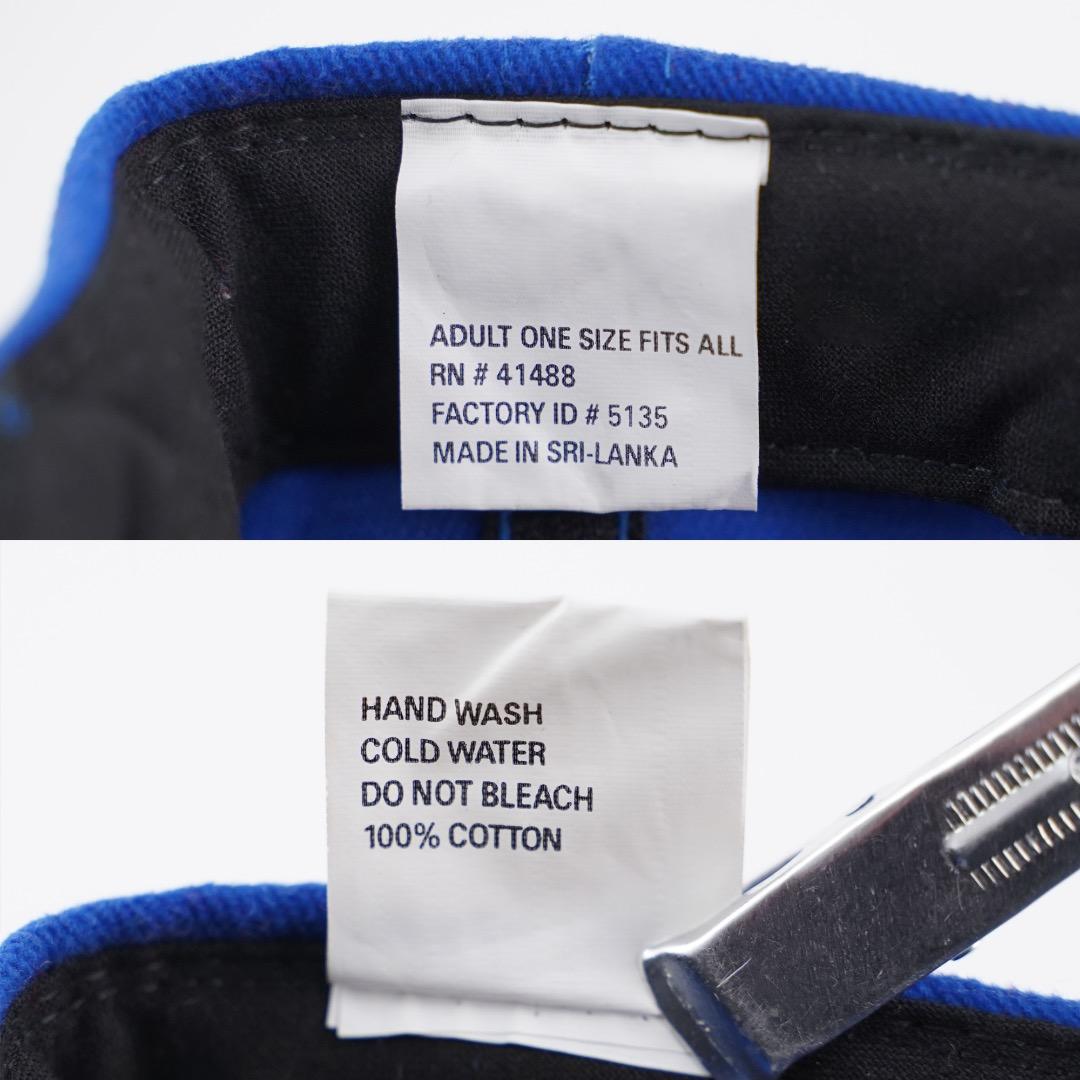 ADULT ONE SIZE FITS ALL
RN # 41488
FACTORY ID # 5135
MADE IN SRI-LANKA
HAND WASH
COLD WATER
DO NOT BLEACH
100% COTTON